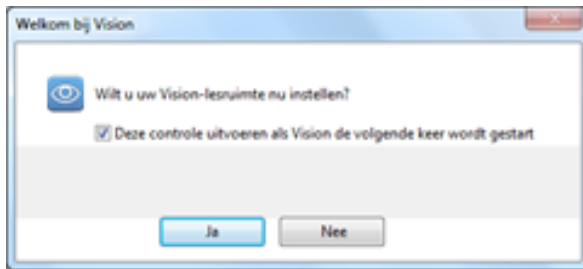 Welkom bij Vision
Wilt u uw Vision-lesruimte nu instellen?
Deze controle uitvoeren als Vision de volgende keer wordt gestart
Ja
Nee